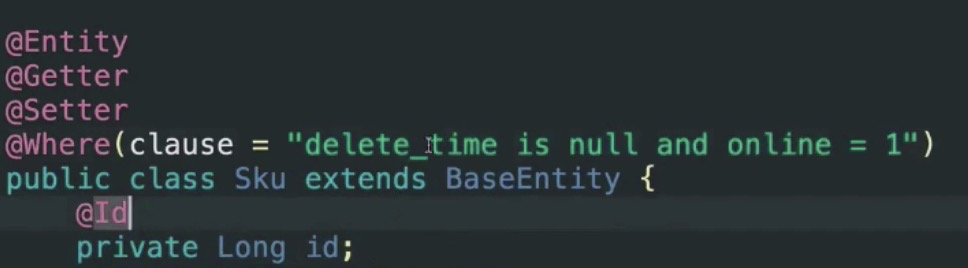 @Entity
@Getter
@Setter
@Where(clause = "delete_time is null and online = 1")
public class Sku extends BaseEntity {
@Id
private Long id;